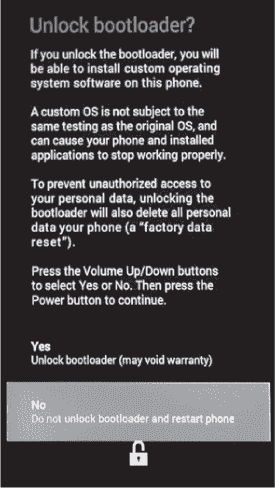 Unlock bootloader?
If you unlock the bootloader, you will
be able to install custom operating
system software on this phone.
A custom OS is not subject to the
same testing as the original OS, and
can cause your phone and installed
applications to stop working properly.
To prevent unauthorized access to
your personal data, unlocking the
bootloader will also delete all personal
data your phone (a "factory data
reset").
Press the Volume Up/Down buttons
to select Yes or No. Then press the
Power button to continue.
Yes
Unlock bootloader (may void warranty)
No
Do not unlock bootloader and restart phone